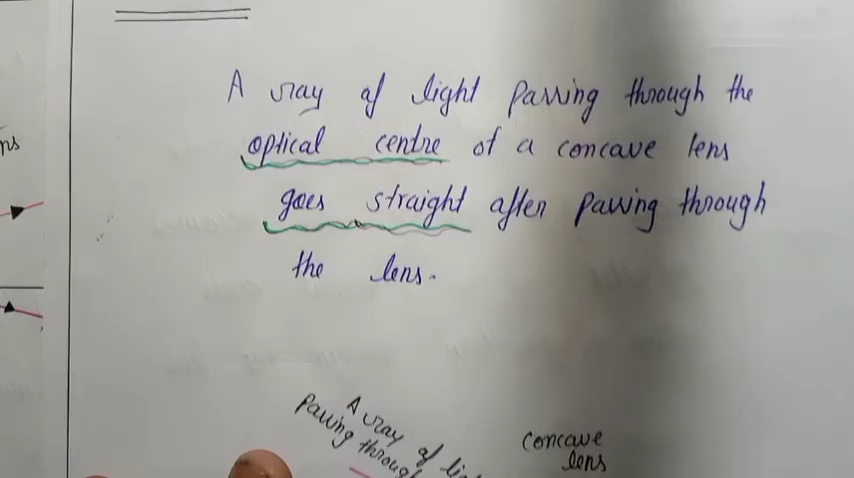 A ray of light passing through the
optical centre of a concave lens
goes straight after passing through
the lens.
A ray of
passing through
concave
lens